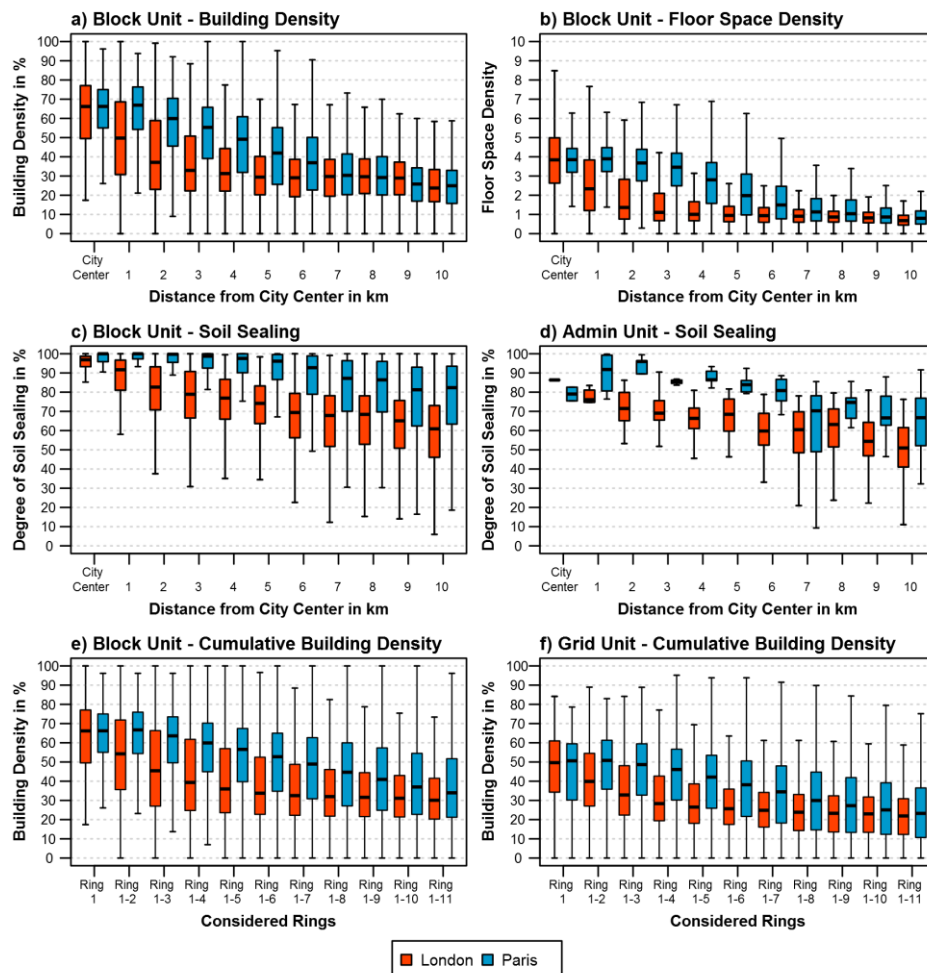 a) Block Unit - Building Density
Building Density in %
100
90
80
70
60
50
40
30
20
10
0
City Center 1 2 3 4 5 6 7 8 9 10
Distance from City Center in km
b) Block Unit - Floor Space Density
Floor Space Density
10
9
8
7
6
5
4
3
2
1
0
City Center 1 2 3 4 5 6 7 8 9 10
Distance from City Center in km
c) Block Unit - Soil Sealing
Degree of Soil Sealing in %
100
90
80
70
60
50
40
30
20
10
0
City Center 1 2 3 4 5 6 7 8 9 10
Distance from City Center in km
d) Admin Unit - Soil Sealing
Degree of Soil Sealing in %
100
90
80
70
60
50
40
30
20
10
0
City Center 1 2 3 4 5 6 7 8 9 10
Distance from City Center in km
e) Block Unit - Cumulative Building Density
Building Density in %
100
90
80
70
60
50
40
30
20
10
0
Ring Ring Ring Ring Ring Ring Ring Ring Ring Ring Ring
1 1-2 1-3 1-4 1-5 1-6 1-7 1-8 1-9 1-10 1-11
Considered Rings
f) Grid Unit - Cumulative Building Density
Building Density in %
100
90
80
70
60
50
40
30
20
10
0
Ring Ring Ring Ring Ring Ring Ring Ring Ring Ring Ring
1 1-2 1-3 1-4 1-5 1-6 1-7 1-8 1-9 1-10 1-11
Considered Rings
London Paris